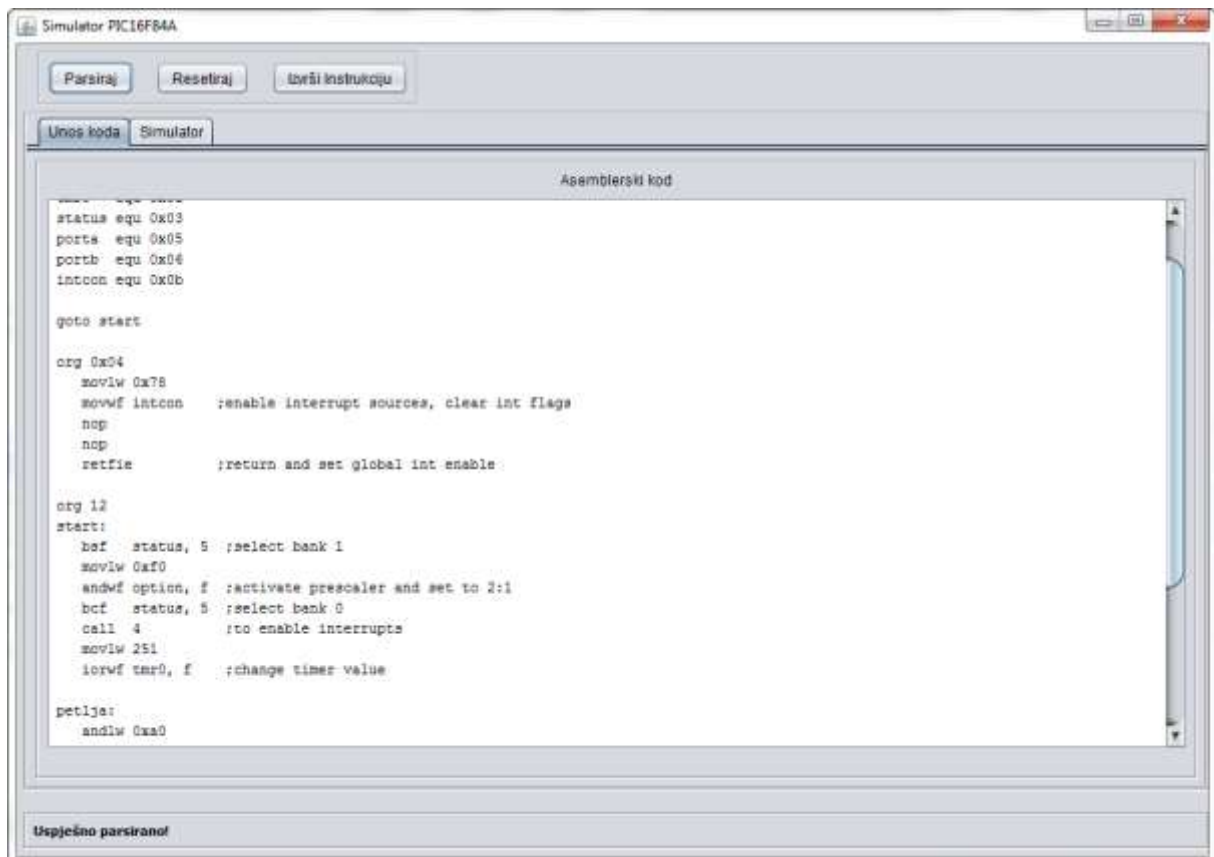 Simulator PIC16F84A
Parsiraj Resetiraj Izvrši Instrukciju
Unos koda Simulator
Asemblerski kod
status equ 0x03
porta equ 0x05
portb equ 0x06
intcon equ 0x0b
goto start
org 0x04
movlw 0x78
movwf intcon ;enable interrupt sources, clear int flags
nop
nop
retfie ;return and set global int enable
org 12
start:
bsf status, 5 ;select bank 1
movlw 0xf0
andwf option, f ;activate prescaler and set to 2:1
bcf status, 5 ;select bank 0
call 4 ;to enable interrupts
movlw 251
iorwf tmr0, f ;change timer value
petlja:
andlw 0xa0
Uspješno parsirano!